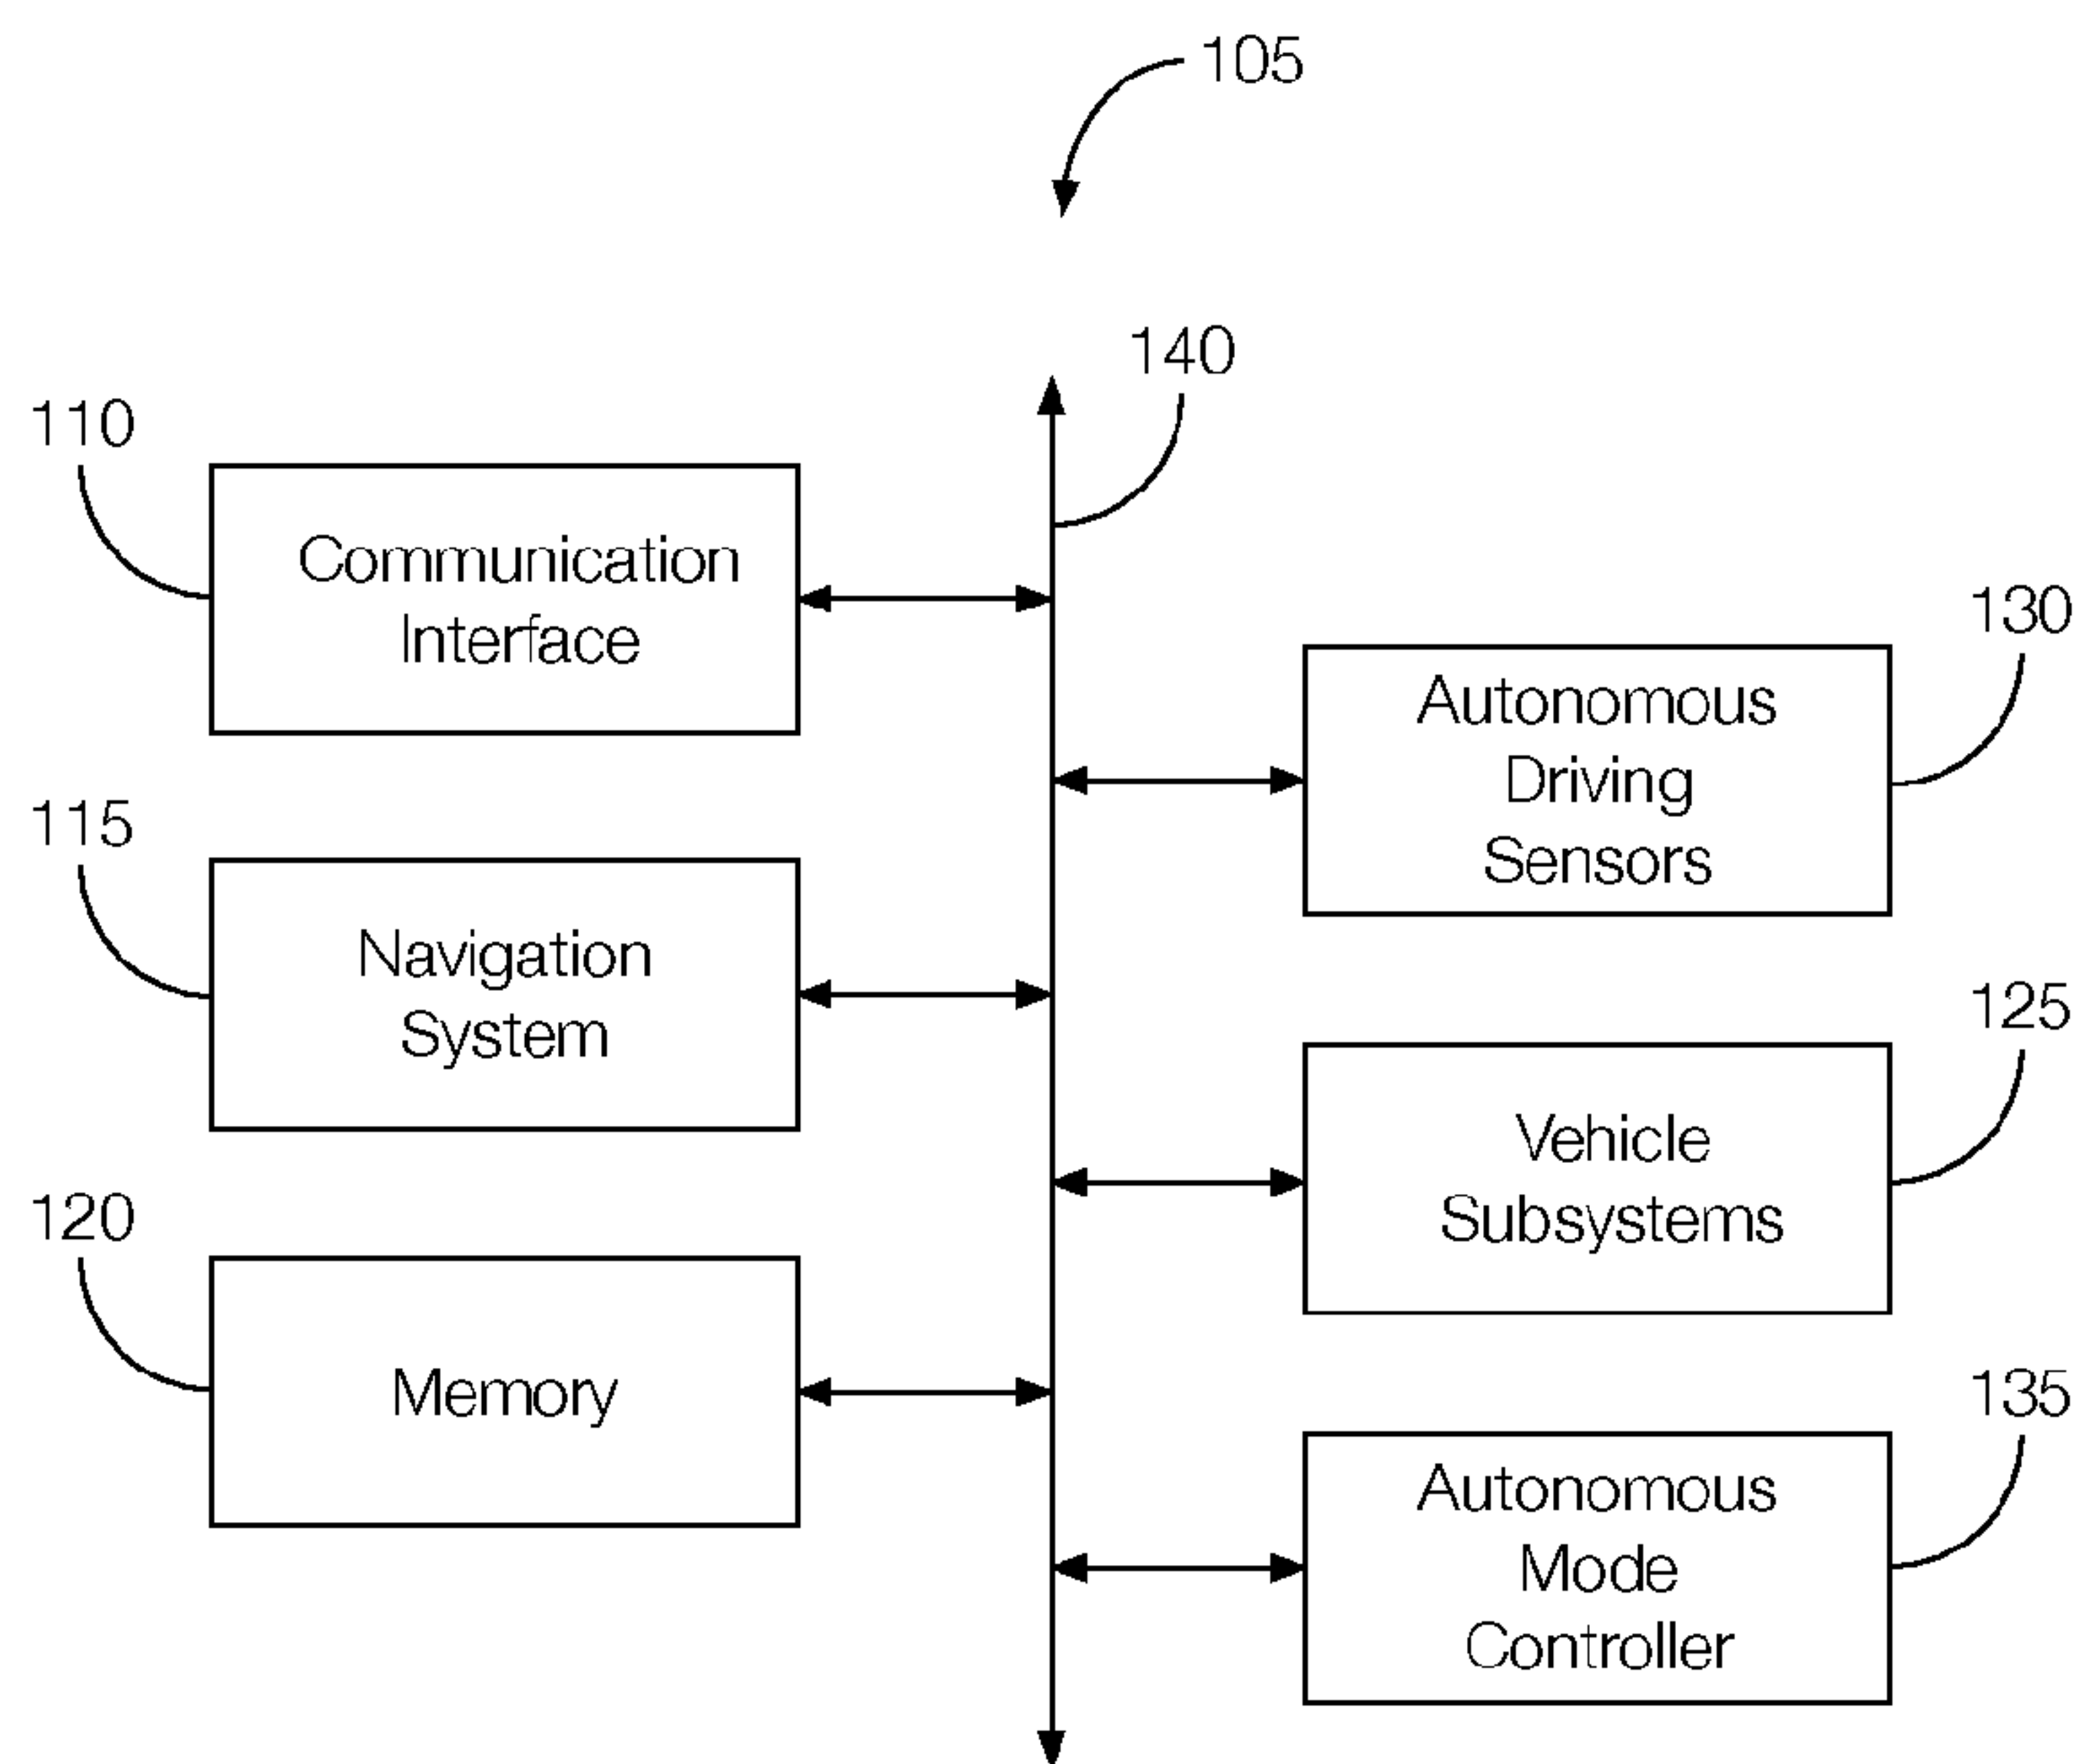 105
140
110
Communication
Interface
130
Autonomous
Driving
Sensors
115
Navigation
System
125
Vehicle
Subsystems
120
Memory
135
Autonomous
Mode
Controller